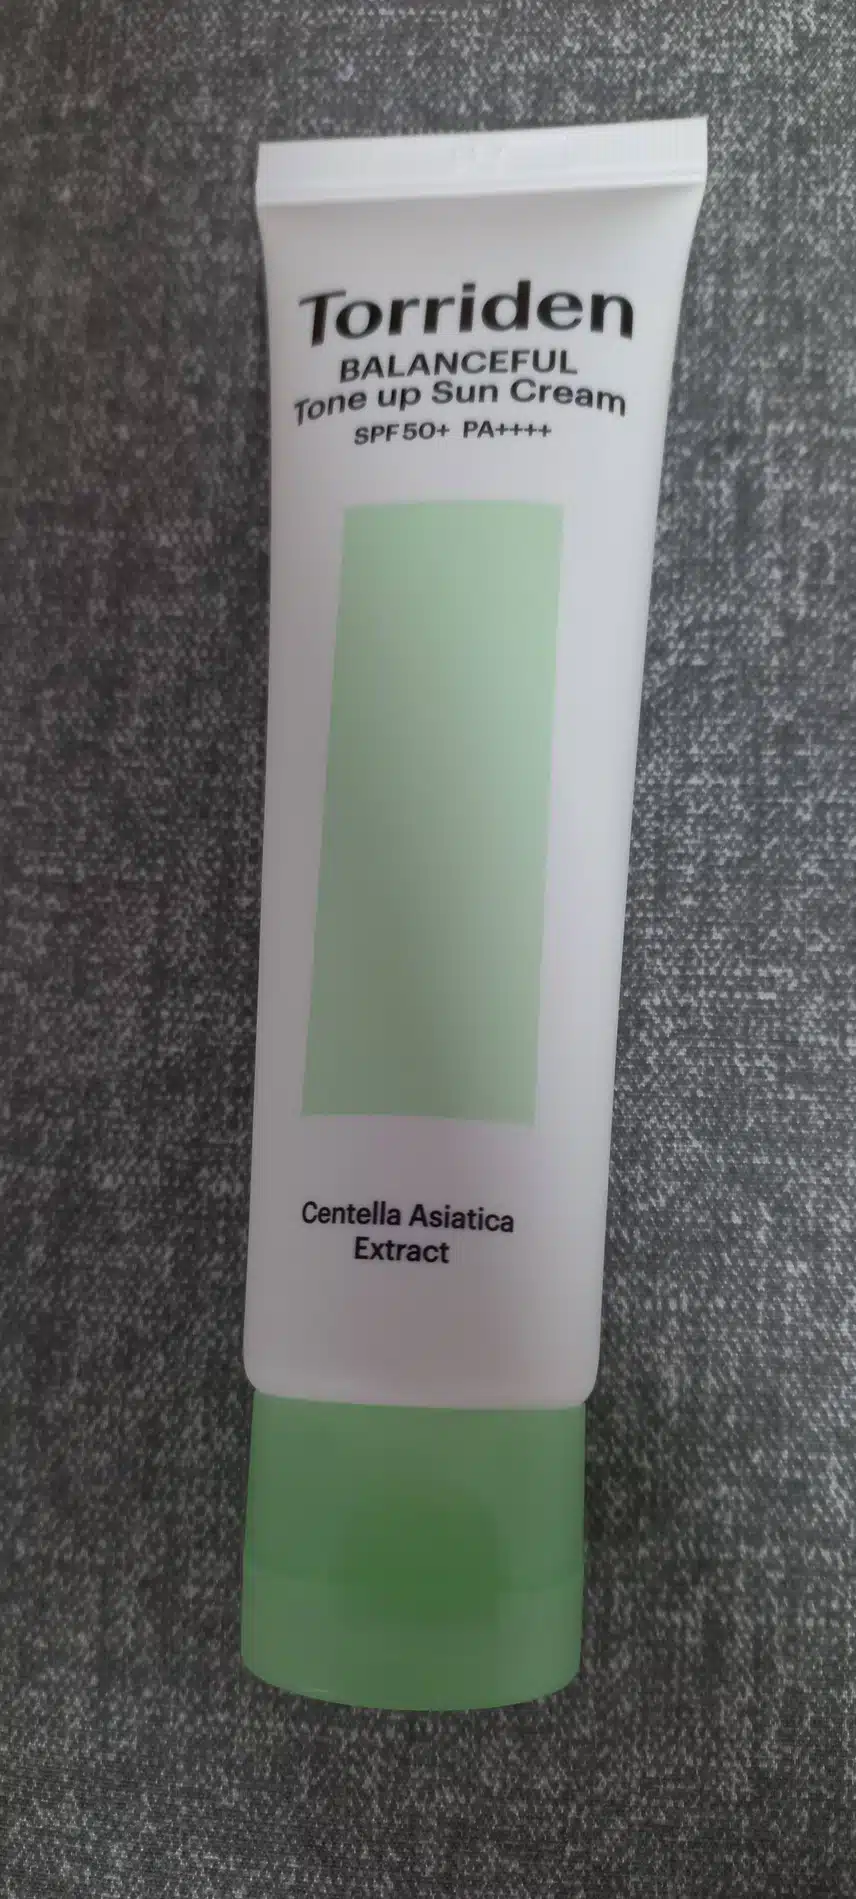 Torriden
BALANCEFUL
Tone up Sun Cream
SPF50+ PA++++
Centella Asiatica
Extract